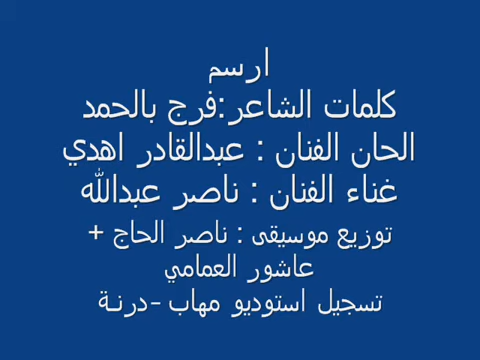 ارسم
كلمات الشاعر:فرج بالحمد
الحان الفنان : عبدالقادر اهدي
غناء الفنان : ناصر عبدالله
توزيع موسيقى : ناصر الحاج +
عاشور العمامي
تسجيل استوديو مهاب -درنة